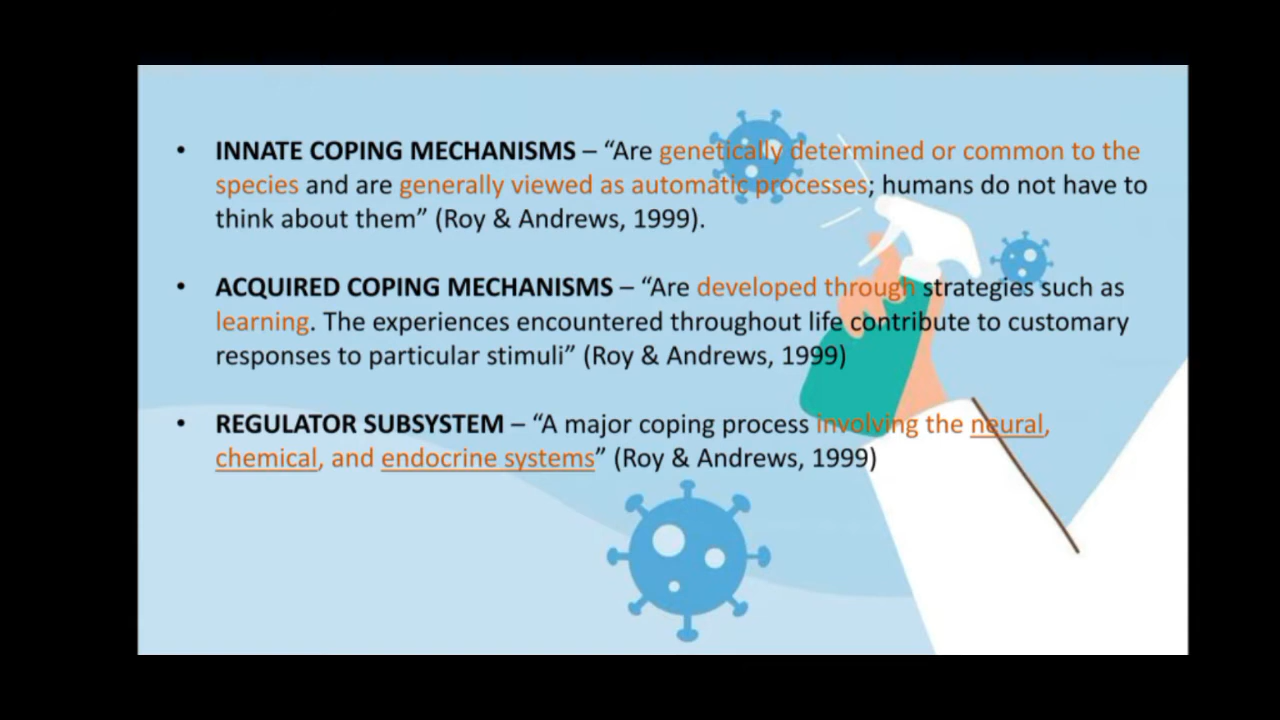 • INNATE COPING MECHANISMS – “Are genetically determined or common to the
species and are generally viewed as automatic processes; humans do not have to
think about them” (Roy & Andrews, 1999).
• ACQUIRED COPING MECHANISMS – “Are developed through strategies such as
learning. The experiences encountered throughout life contribute to customary
responses to particular stimuli” (Roy & Andrews, 1999)
• REGULATOR SUBSYSTEM – “A major coping process involving the neural,
chemical, and endocrine systems” (Roy & Andrews, 1999)